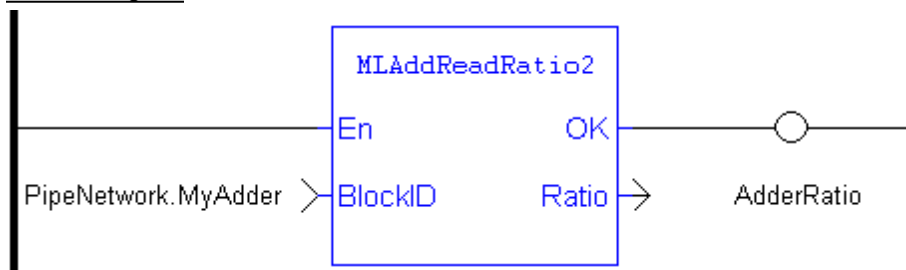 MLAddReadRatio2
En OK
PipeNetwork.MyAdder BlockID Ratio AdderRatio